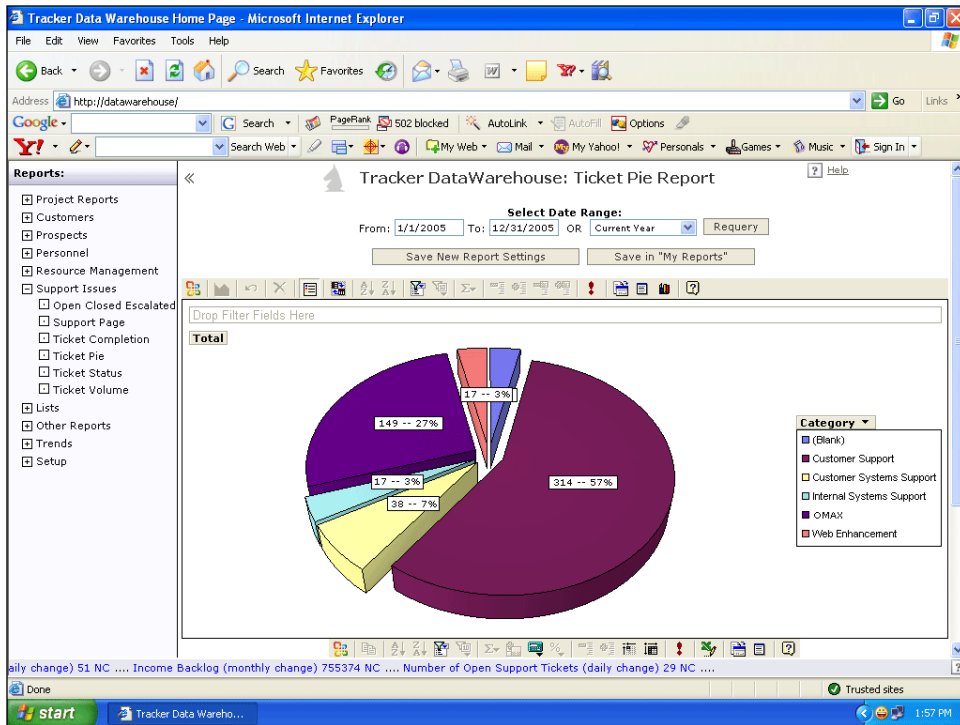 Tracker Data Warehouse Home Page - Microsoft Internet Explorer
File Edit View Favorites Tools Help
Back Search Favorites
Address http://datawarehouse/ Go Links
Google Search PageRank 502 blocked AutoLink AutoFill Options
Y! Search Web My Web Mail My Yahoo! Personals Games Music Sign In
Reports:
Project Reports
Customers
Prospects
Personnel
Resource Management
Support Issues
Open Closed Escalated
Support Page
Ticket Completion
Ticket Pie
Ticket Status
Ticket Volume
Lists
Other Reports
Trends
Setup
Tracker DataWarehouse: Ticket Pie Report
? Help
Select Date Range:
From: 1/1/2005 To: 12/31/2005 OR Current Year Requery
Save New Report Settings Save in "My Reports"
Drop Filter Fields Here
Total
17 -- 3%
149 -- 27%
17 -- 3%
38 -- 7%
314 -- 57%
Category
(Blank)
Customer Support
Customer Systems Support
Internal Systems Support
OMAX
Web Enhancement
aily change) 51 NC .... Income Backlog (monthly change) 755374 NC .... Number of Open Support Tickets (daily change) 29 NC ....
Done Trusted sites
start Tracker Data Wareho... 1:57 PM